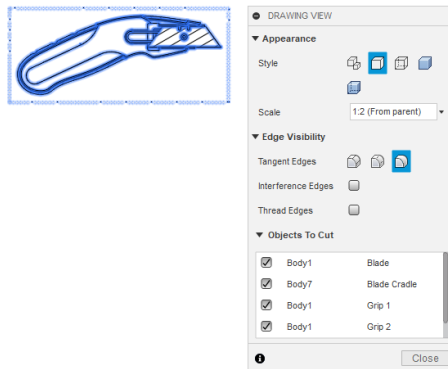 DRAWING VIEW
Appearance
Style
Scale 1:2 (From parent)
Edge Visibility
Tangent Edges
Interference Edges
Thread Edges
Objects To Cut
Body1 Blade
Body7 Blade Cradle
Body1 Grip 1
Body1 Grip 2
Close